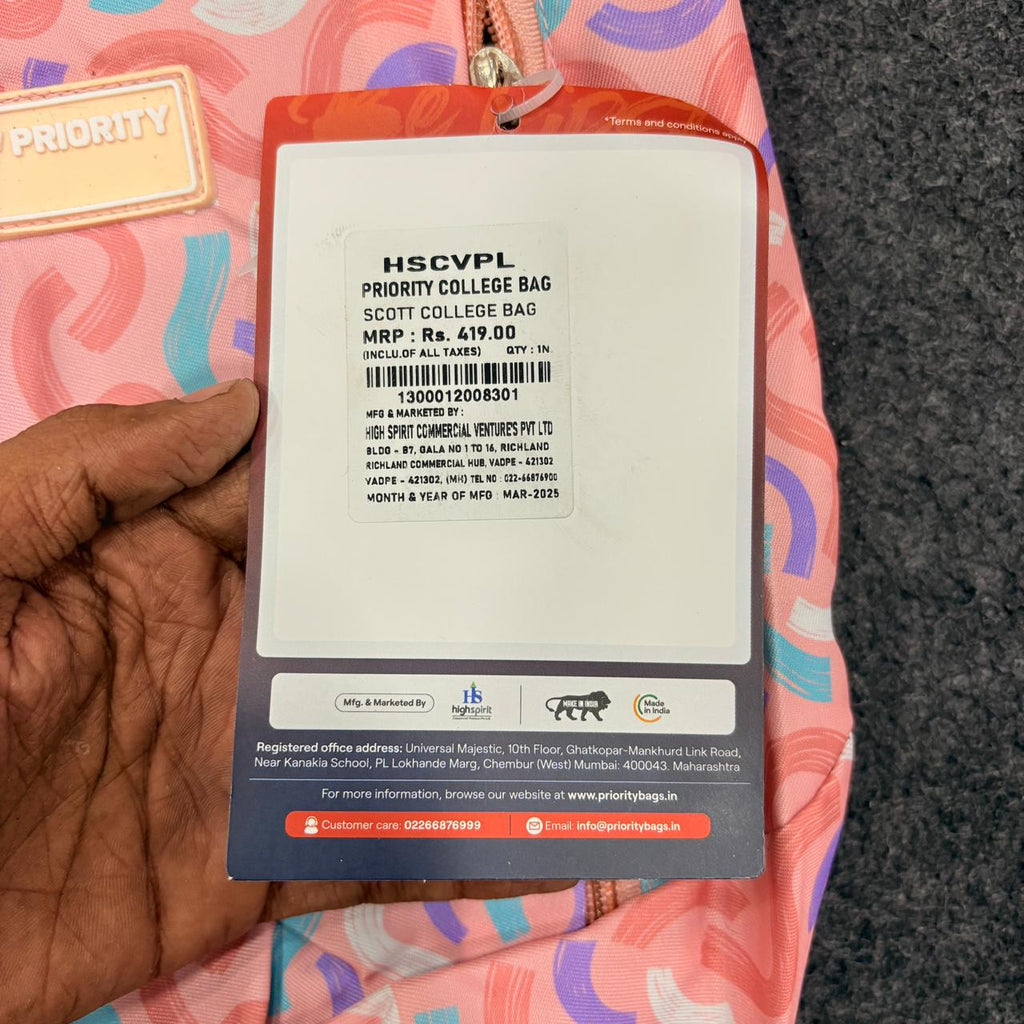 PRIORITY
*Terms and conditions apply
HSCVPL
PRIORITY COLLEGE BAG
SCOTT COLLEGE BAG
MRP : Rs. 419.00
(INCLU.OF ALL TAXES) QTY : 1N
1300012008301
MFG & MARKETED BY :
HIGH SPIRIT COMMERCIAL VENTURE'S PVT LTD
BLDG - B7, GALA NO 1 TO 16, RICHLAND
RICHLAND COMMERCIAL HUB, VADPE - 421302
VADPE - 421302, (MH) TEL NO : 022-66876900
MONTH & YEAR OF MFG : MAR-2025
Mfg. & Marketed By
HS
highspirit
MAKE IN INDIA
Made
in India
Registered office address: Universal Majestic, 10th Floor, Ghatkopar-Mankhurd Link Road,
Near Kanakia School, PL Lokhande Marg, Chembur (West) Mumbai: 400043. Maharashtra
For more information, browse our website at www.prioritybags.in
Customer care: 02266876999
Email: info@prioritybags.in